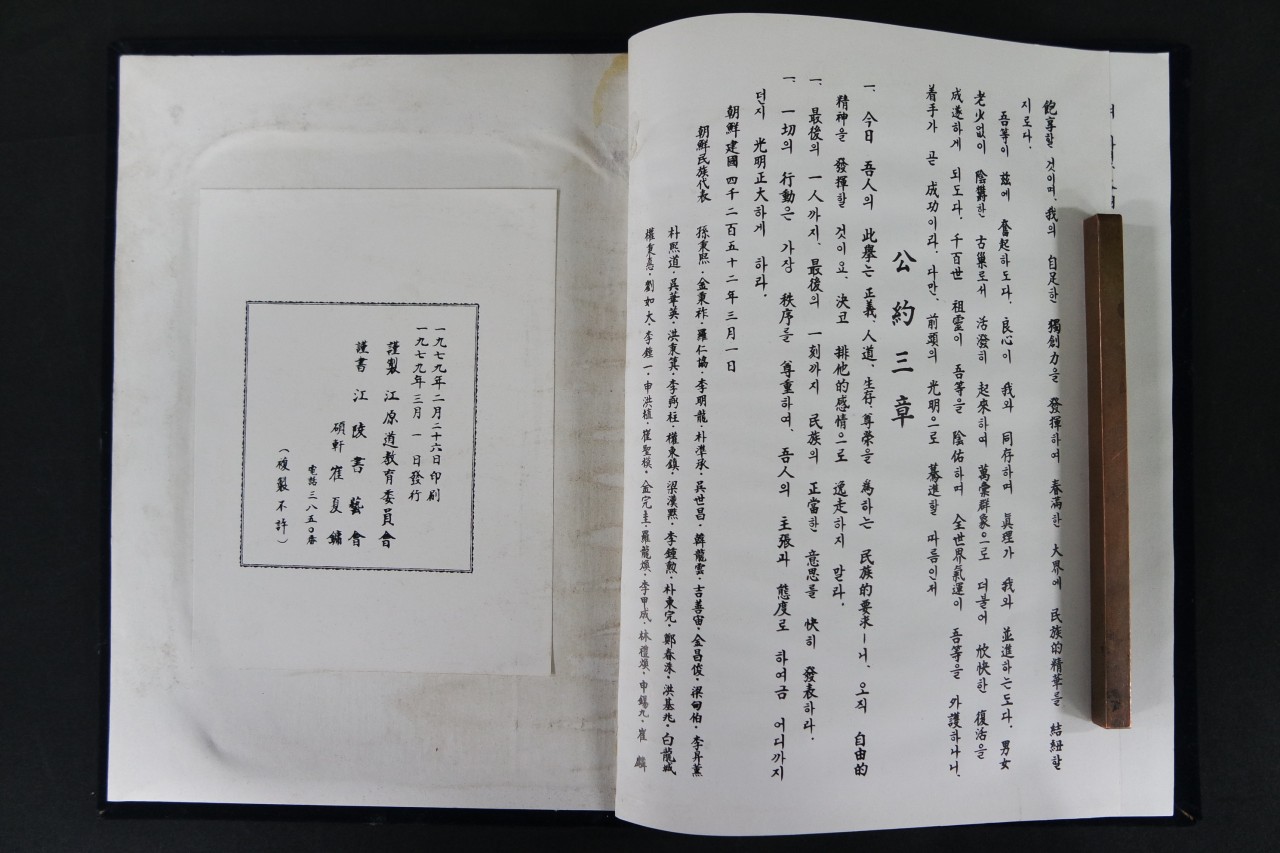 飽享할 것이며, 我의 自足한 獨創力을 發揮하여 春滿한 大界에 民族的精華를 結紐할
지로다.
吾等이 玆에 奮起하도다. 良心이 我와 同存하며 眞理가 我와 並進하는도다. 男女
老少없이 陰鬱한 古巢로서 活潑히 起來하여 萬彙群象으로 더불어 欣快한 復活을
成遂하게 되도다. 千百世 祖靈이 吾等을 陰佑하며 全世界氣運이 吾等을 外護하나니,
着手가 곧 成功이라. 다만, 前頭의 光明으로 驀進할 따름인저
公約三章
一. 今日 吾人의 此擧는 正義、人道、生存、尊榮을 爲하는 民族的要求ㅣ니、오직 自由的
精神을 發揮할 것이요、決코 排他的感情으로 逸走하지 말라.
一. 最後의 一人까지、最後의 一刻까지 民族의 正當한 意思를 快히 發表하라.
一. 一切의 行動은 가장 秩序를 尊重하여、吾人의 主張과 態度로 하여금 어디까지
던지 光明正大하게 하라.
朝鮮建國四千二百五十二年三月一日
朝鮮民族代表 孫秉熙·金秉祚·羅仁協·李明龍·朴準承·吳世昌·韓龍雲·吉善宙·金昌俊·梁甸伯·李昇薰
朴熙道·吳華英·洪秉箕·李弼柱·權東鎭·梁漢默·李鍾勳·朴東完·鄭春洙·洪基兆·白龍城
權秉悳·劉如大·李鍾一·申洪植·崔聖模·金完圭·羅龍煥·李甲成·林禮煥·申錫九·崔 麟
一九七九年二月二十六日印刷
一九七九年三月 一 日發行
謹製 江原道教育委員會
謹書 江陵書藝會
碩軒 崔夏鏞
電話 三八五〇番
(複製不許)